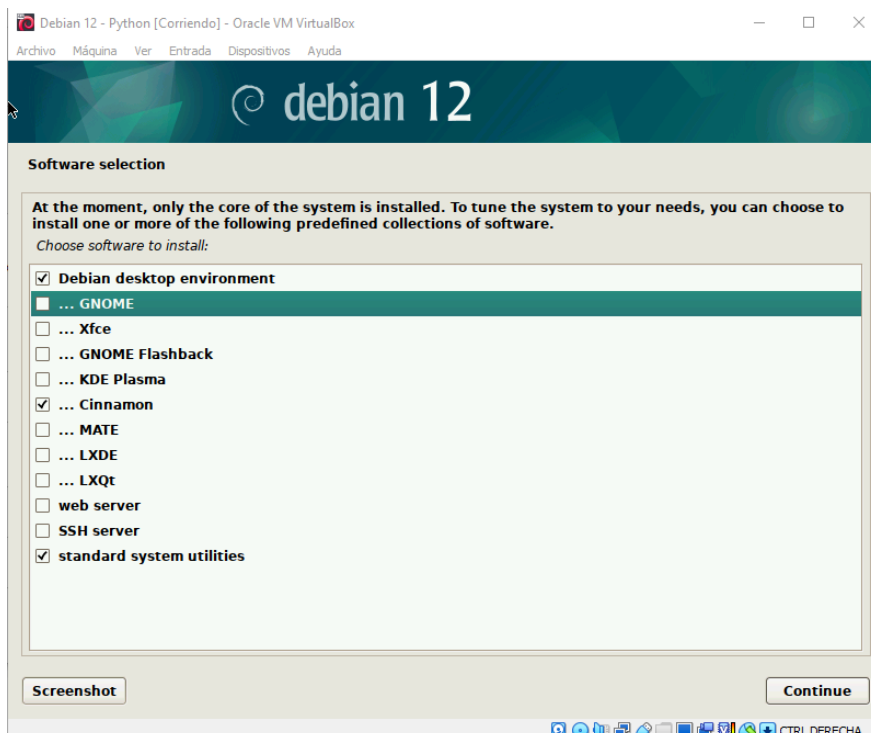 Debian 12 - Python [Corriendo] - Oracle VM VirtualBox
Archivo Máquina Ver Entrada Dispositivos Ayuda
debian 12
Software selection
At the moment, only the core of the system is installed. To tune the system to your needs, you can choose to
install one or more of the following predefined collections of software.
Choose software to install:
Debian desktop environment
... GNOME
... Xfce
... GNOME Flashback
... KDE Plasma
... Cinnamon
... MATE
... LXDE
... LXQt
web server
SSH server
standard system utilities
Screenshot
Continue
CTRL DERECHA